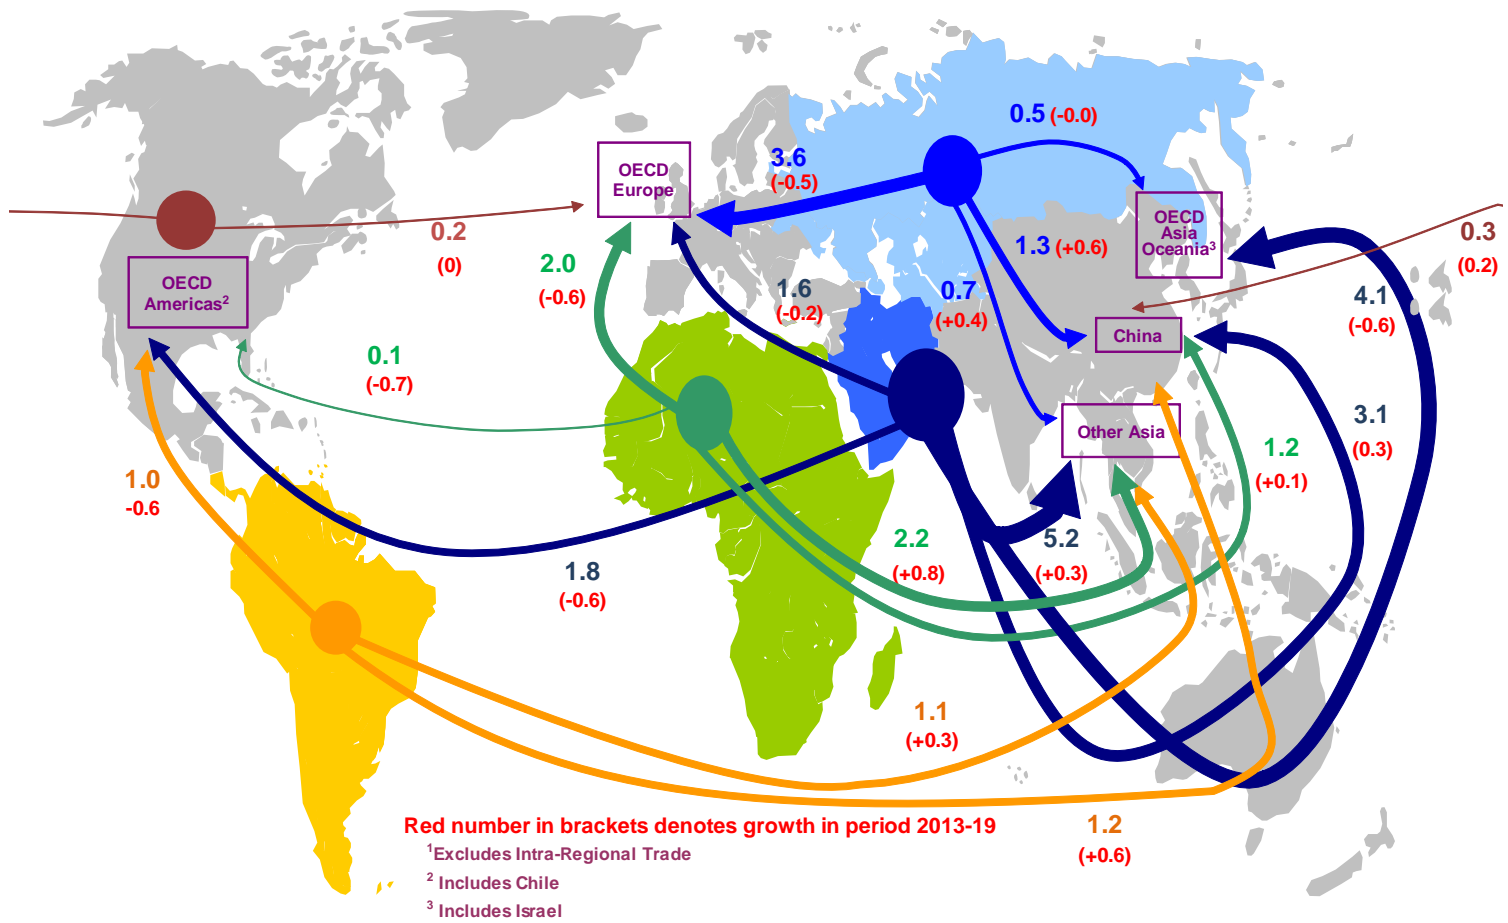 0.5 (-0.0)
3.6
(-0.5)
OECD
Europe
OECD
Asia
Oceania3
0.2
(0)
2.0
(-0.6)
1.3 (+0.6)
0.3
(0.2)
OECD
Americas2
1.6
(-0.2)
0.7
(+0.4)
4.1
(-0.6)
China
0.1
(-0.7)
Other Asia
3.1
(0.3)
1.2
(+0.1)
1.0
-0.6
2.2
(+0.8)
5.2
(+0.3)
1.8
(-0.6)
1.1
(+0.3)
Red number in brackets denotes growth in period 2013-19
1.2
(+0.6)
1Excludes Intra-Regional Trade
2 Includes Chile
3 Includes Israel